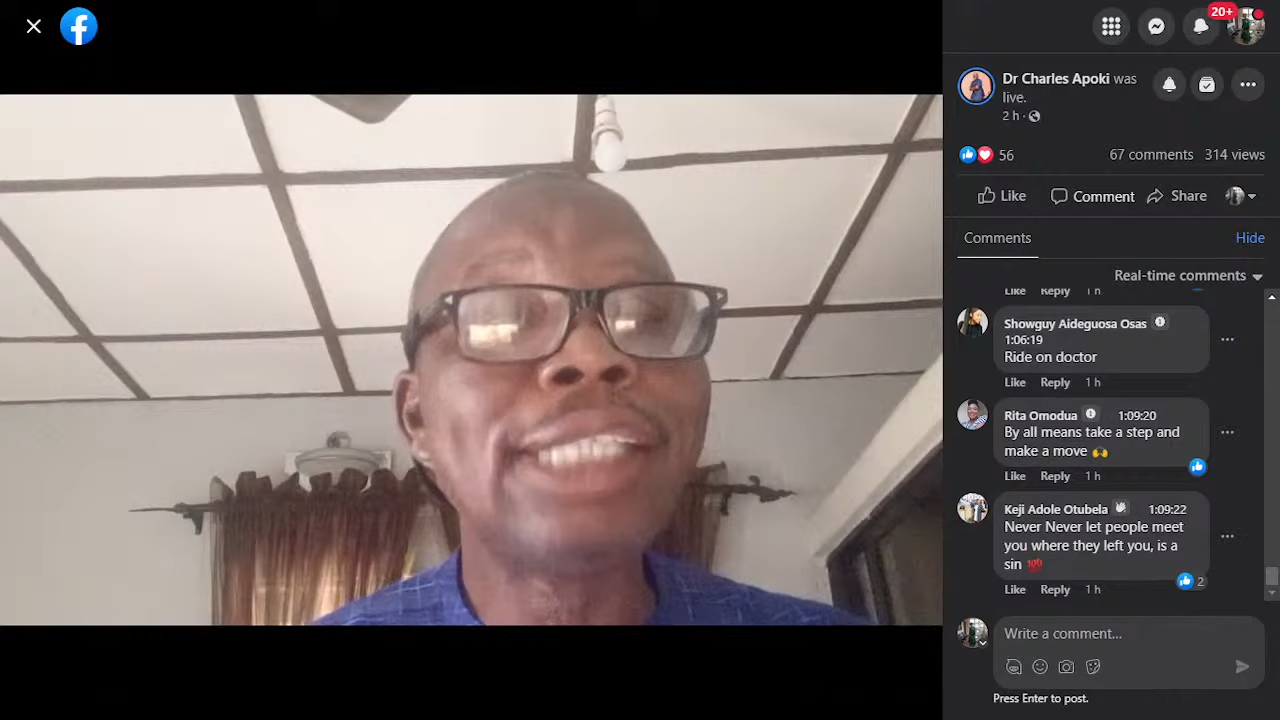 20+
Dr Charles Apoki was
live.
2 h ·
56 67 comments 314 views
Like Comment Share
Comments Hide
Real-time comments
Like Reply 1 h
Showguy Aideguosa Osas
1:06:19
Ride on doctor
Like Reply 1 h
Rita Omodua 1:09:20
By all means take a step and
make a move 🙌
Like Reply 1 h
Keji Adole Otubela 1:09:22
Never Never let people meet
you where they left you, is a
sin 💯
2
Like Reply 1 h
Write a comment...
Press Enter to post.